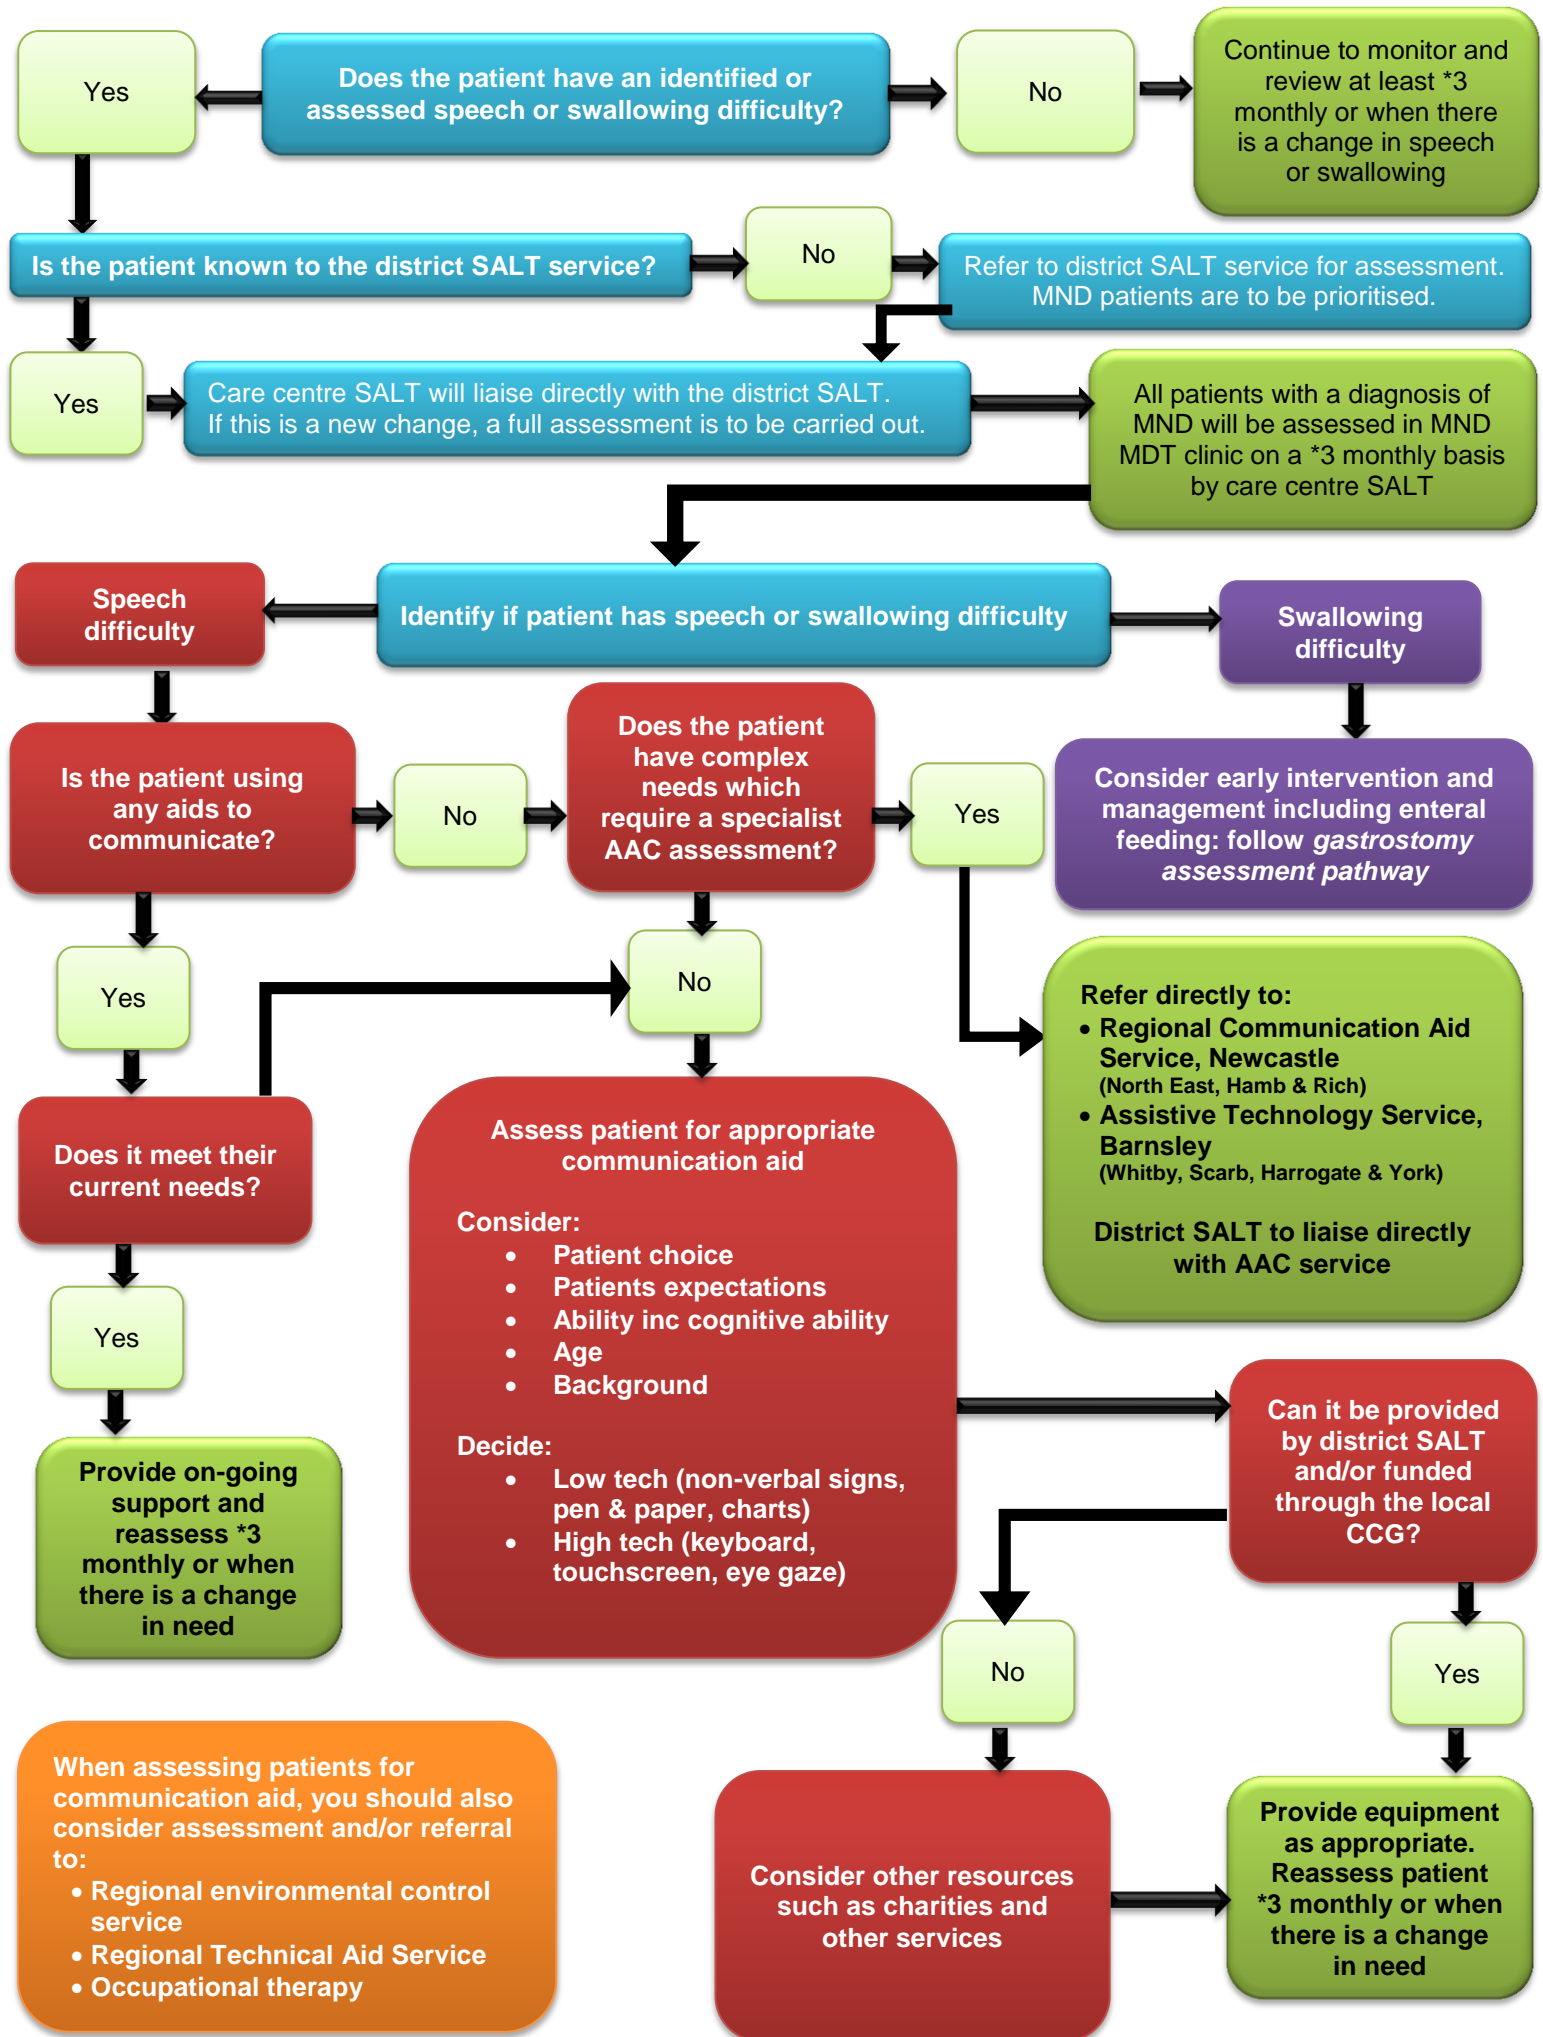 Yes
Does the patient have an identified or
assessed speech or swallowing difficulty?
No
Continue to monitor and
review at least *3
monthly or when there
is a change in speech
or swallowing
Is the patient known to the district SALT service?
No
Refer to district SALT service for assessment.
MND patients are to be prioritised.
Yes
Care centre SALT will liaise directly with the district SALT.
If this is a new change, a full assessment is to be carried out.
All patients with a diagnosis of
MND will be assessed in MND
MDT clinic on a *3 monthly basis
by care centre SALT
Speech
difficulty
Identify if patient has speech or swallowing difficulty
Swallowing
difficulty
Is the patient using
any aids to
communicate?
No
Does the patient
have complex
needs which
require a specialist
AAC assessment?
Yes
Consider early intervention and
management including enteral
feeding: follow gastrostomy
assessment pathway
Yes
No
Refer directly to:
• Regional Communication Aid
Service, Newcastle
(North East, Hamb & Rich)
• Assistive Technology Service,
Barnsley
(Whitby, Scarb, Harrogate & York)
District SALT to liaise directly
with AAC service
Does it meet their
current needs?
Assess patient for appropriate
communication aid
Consider:
• Patient choice
• Patients expectations
• Ability inc cognitive ability
• Age
• Background
Decide:
• Low tech (non-verbal signs,
pen & paper, charts)
• High tech (keyboard,
touchscreen, eye gaze)
Yes
Provide on-going
support and
reassess *3
monthly or when
there is a change
in need
Can it be provided
by district SALT
and/or funded
through the local
CCG?
No
Yes
When assessing patients for
communication aid, you should also
consider assessment and/or referral
to:
• Regional environmental control
service
• Regional Technical Aid Service
• Occupational therapy
Consider other resources
such as charities and
other services
Provide equipment
as appropriate.
Reassess patient
*3 monthly or when
there is a change
in need